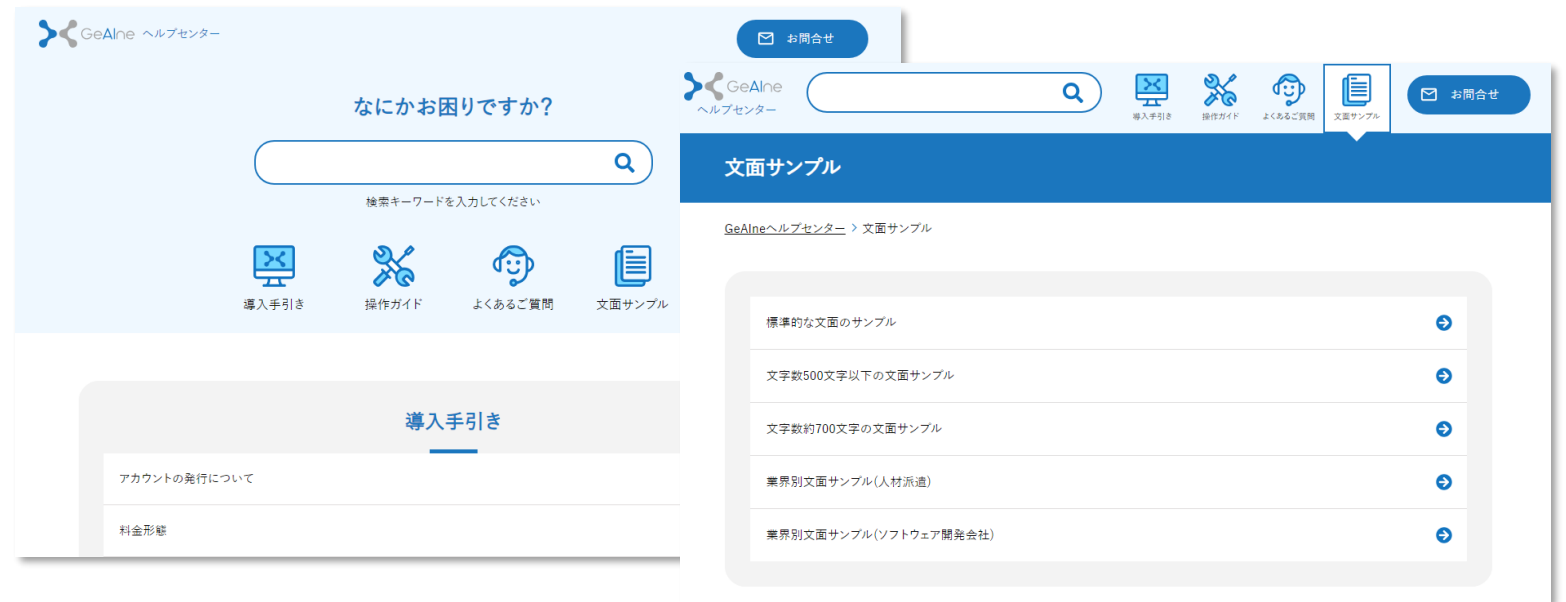 GeAIne ヘルプセンター
お問合せ
なにかお困りですか?
検索キーワードを入力してください
導入手引き
操作ガイド
よくあるご質問
文面サンプル
導入手引き
アカウントの発行について
料金形態
GeAIne
ヘルプセンター
導入手引き
操作ガイド
よくあるご質問
文面サンプル
お問合せ
文面サンプル
GeAIneヘルプセンター > 文面サンプル
標準的な文面のサンプル
文字数500文字以下の文面サンプル
文字数約700文字の文面サンプル
業界別文面サンプル(人材派遣)
業界別文面サンプル(ソフトウェア開発会社)